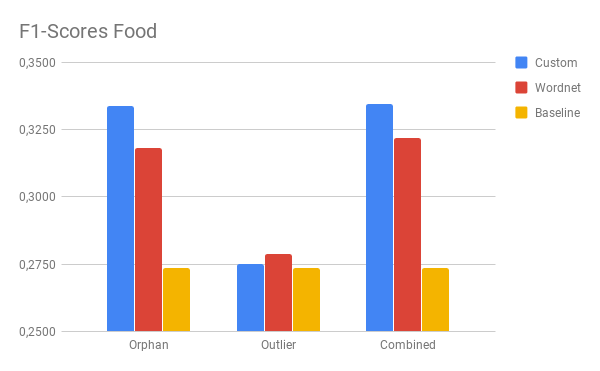 F1-Scores Food
0,3500
0,3250
0,3000
0,2750
0,2500
Orphan
Outlier
Combined
Custom
Wordnet
Baseline